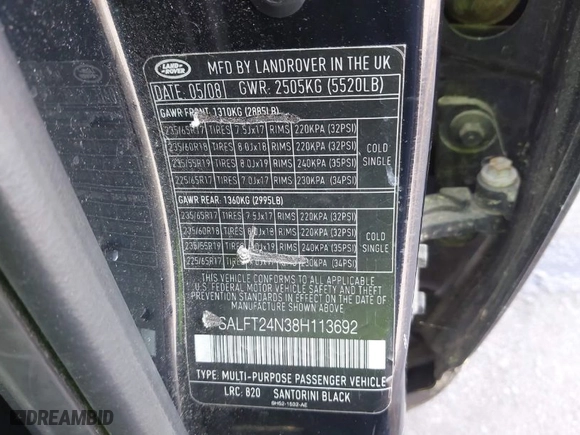 LAND ROVER
MFD BY LANDROVER IN THE UK
DATE. 05/08 GWR: 2505KG (5520LB)
GAWR FRONT 1310KG (2885LB)
235/65R17 TIRES 7.5Jx17 RIMS 220KPA (32PSI)
235/60R18 TIRES 8.0Jx18 RIMS 220KPA (32PSI)
235/55R19 TIRES 8.0Jx19 RIMS 240KPA (35PSI)
225/65R17 TIRES 7.0Jx17 RIMS 230KPA (34PSI)
COLD
SINGLE
GAWR REAR: 1360KG (2995LB)
235/65R17 TIRES 7.5Jx17 RIMS 220KPA (32PSI)
235/60R18 TIRES RIMS 220KPA (32PSI)
235/55R19 TIRES RIMS 240KPA (35PSI)
225/65R17 TIRES (34PSI)
COLD
SINGLE
THIS VEHICLE CONFORMS TO ALL APPLICABLE
U.S. FEDERAL MOTOR VEHICLE SAFETY AND THEFT
PREVENTION STANDARDS IN EFFECT ON THE DATE OF
MANUFACTURE SHOWN ABOVE.
SALFT24N38H113692
TYPE: MULTI-PURPOSE PASSENGER VEHICLE
LRC: 820 SANTORINI BLACK
DREAMBID